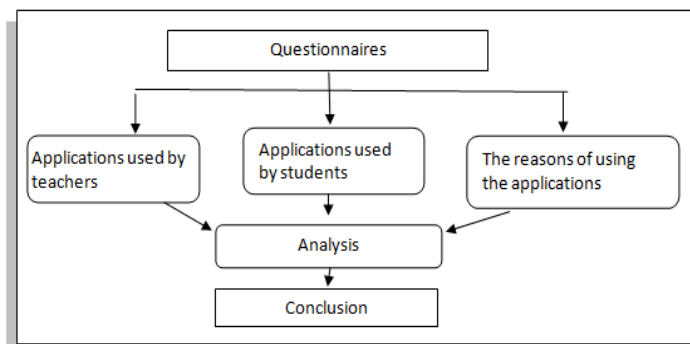 Questionnaires
Applications used by
teachers
Applications used
by students
The reasons of using
the applications
Analysis
Conclusion